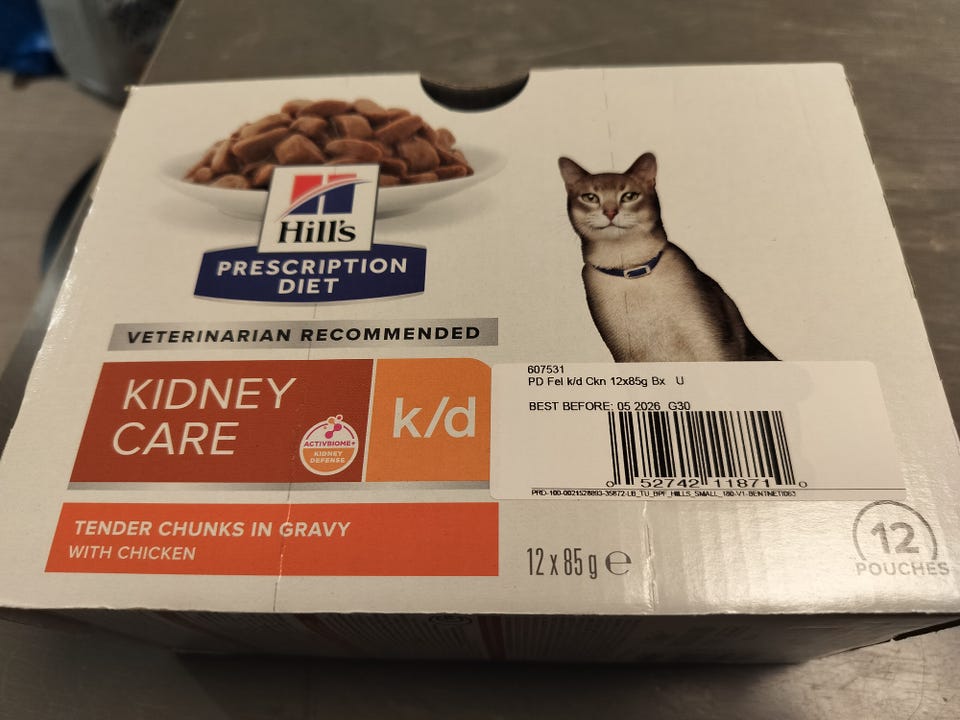 Hill's
PRESCRIPTION
DIET
VETERINARIAN RECOMMENDED
KIDNEY
CARE
ACTIVBIOME+
KIDNEY
DEFENSE
k/d
607531
PD Fel k/d Ckn 12x85g Bx U
BEST BEFORE: 05 2026 G30
0 52742 11871 0
TENDER CHUNKS IN GRAVY
WITH CHICKEN
12 x 85 g e
12
POUCHES